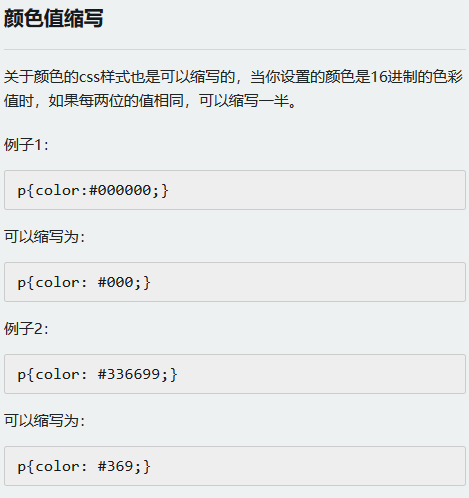 颜色值缩写
关于颜色的css样式也是可以缩写的，当你设置的颜色是16进制的色彩
值时，如果每两位的值相同，可以缩写一半。
例子1：
p{color:#000000;}
可以缩写为：
p{color: #000;}
例子2：
p{color: #336699;}
可以缩写为：
p{color: #369;}